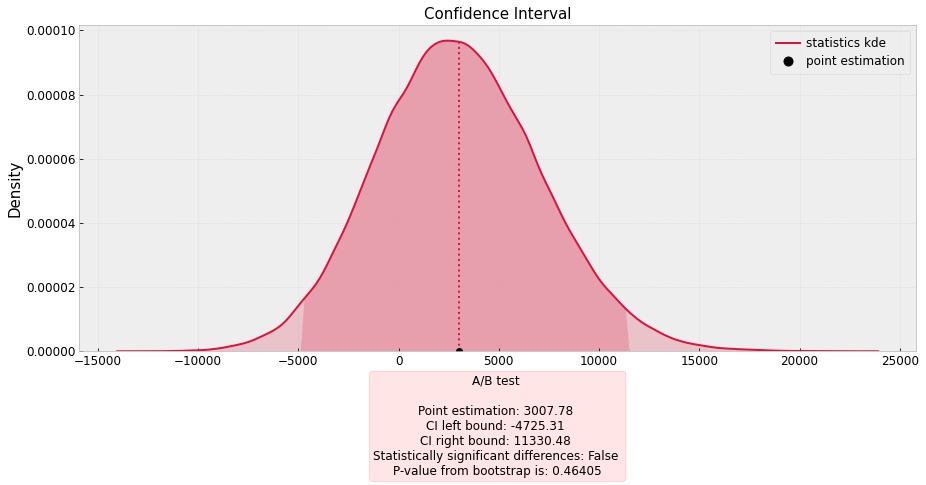 Confidence Interval
statistics kde
point estimation
Density
0.00010
0.00008
0.00006
0.00004
0.00002
0.00000
−15000 −10000 −5000 0 5000 10000 15000 20000 25000
A/B test
Point estimation: 3007.78
CI left bound: -4725.31
CI right bound: 11330.48
Statistically significant differences: False
P-value from bootstrap is: 0.46405